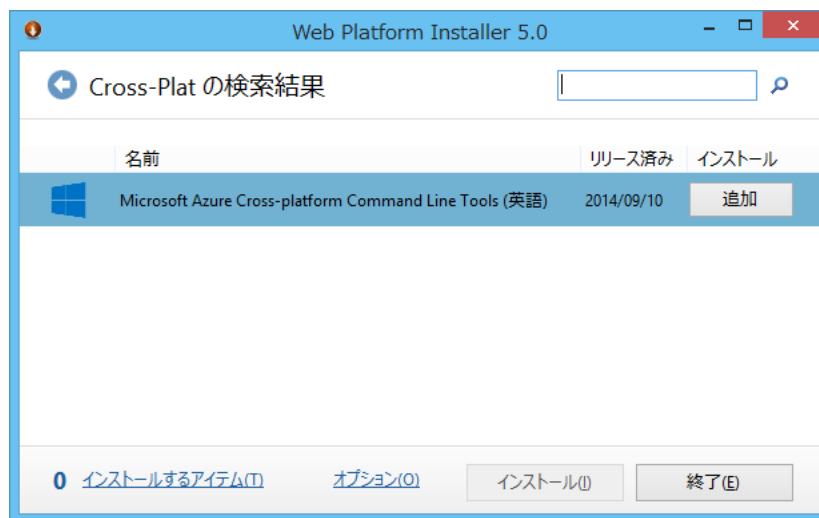 Web Platform Installer 5.0
Cross-Plat の検索結果
名前 リリース済み インストール
Microsoft Azure Cross-platform Command Line Tools (英語) 2014/09/10 追加
0 インストールするアイテム(T) オプション(O) インストール(I) 終了(E)